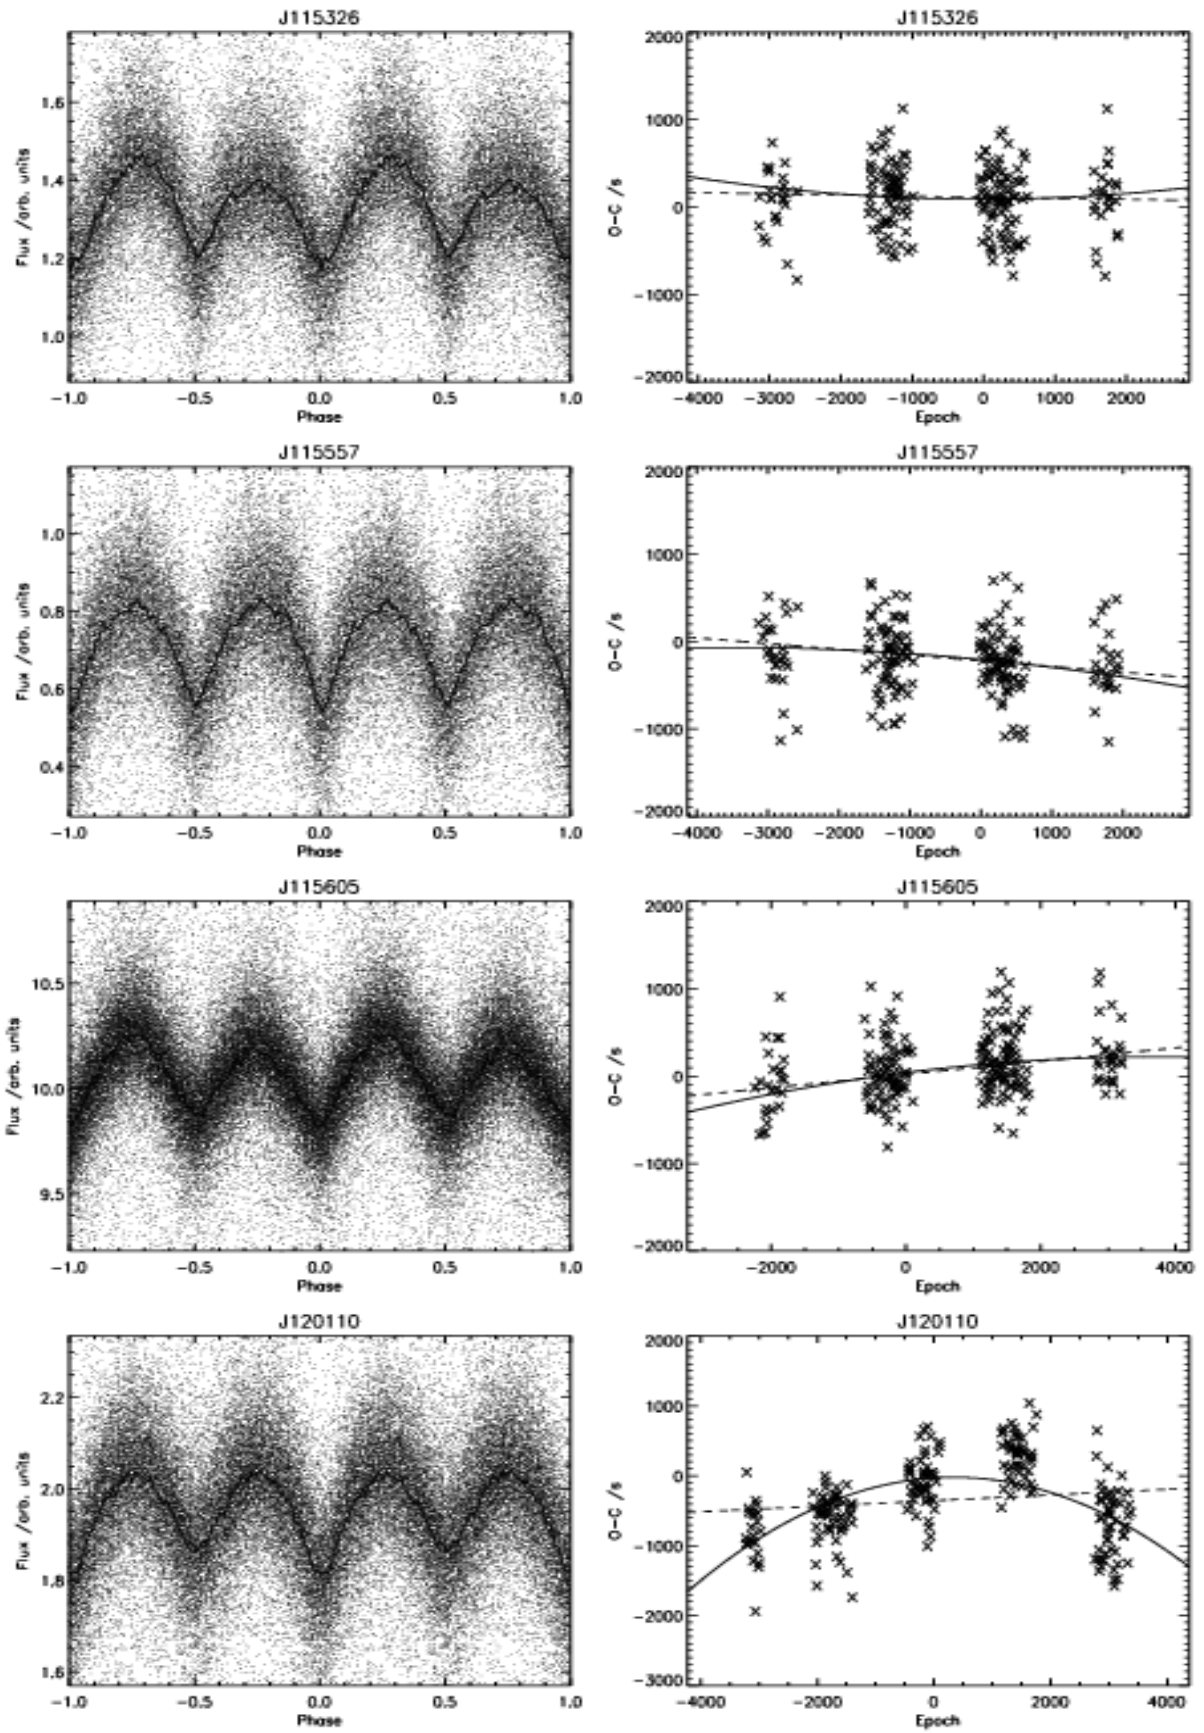 J115326
J115326
Flux /arb. units
1.6
1.4
1.2
1.0
-1.0 -0.5 0.0 0.5 1.0
Phase
O-C /s
2000
1000
0
-1000
-2000
-4000 -3000 -2000 -1000 0 1000 2000
Epoch
J115557
J115557
Flux /arb. units
1.0
0.8
0.6
0.4
-1.0 -0.5 0.0 0.5 1.0
Phase
O-C /s
2000
1000
0
-1000
-2000
-4000 -3000 -2000 -1000 0 1000 2000
Epoch
J115605
J115605
Flux /arb. units
10.5
10.0
9.5
-1.0 -0.5 0.0 0.5 1.0
Phase
O-C /s
2000
1000
0
-1000
-2000
-2000 0 2000 4000
Epoch
J120110
J120110
Flux /arb. units
2.2
2.0
1.8
1.6
-1.0 -0.5 0.0 0.5 1.0
Phase
O-C /s
2000
1000
0
-1000
-2000
-3000
-4000 -2000 0 2000 4000
Epoch